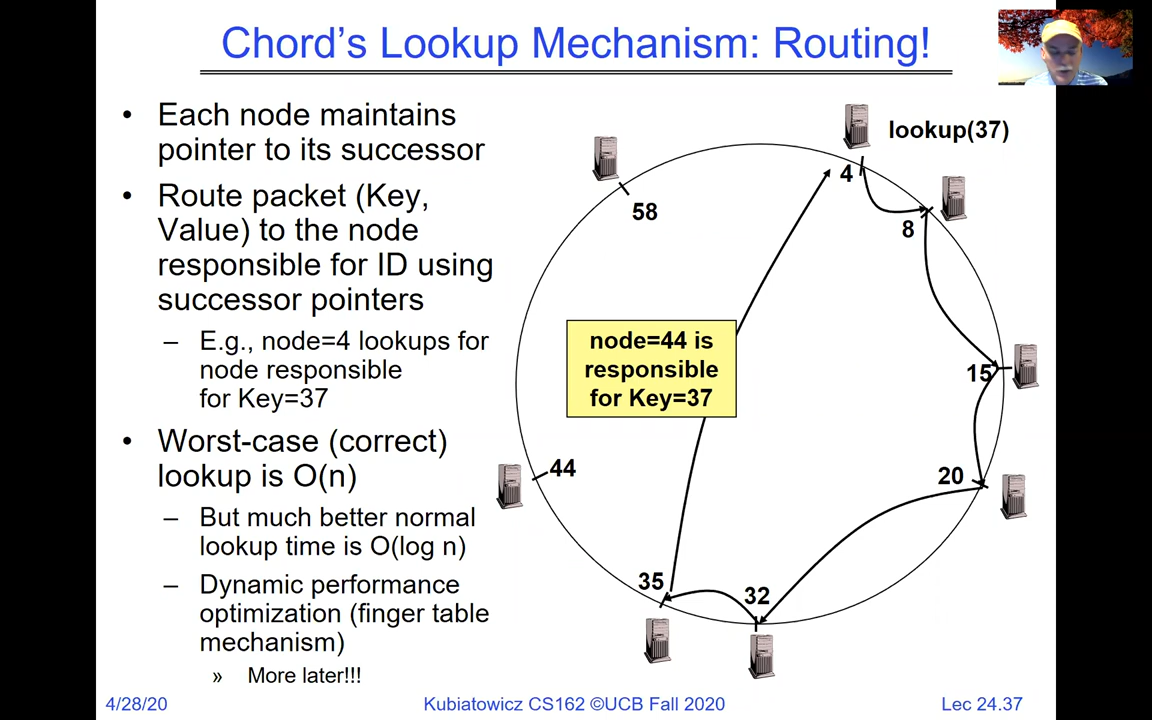 Chord's Lookup Mechanism: Routing!
• Each node maintains
pointer to its successor
• Route packet (Key,
Value) to the node
responsible for ID using
successor pointers
– E.g., node=4 lookups for
node responsible
for Key=37
• Worst-case (correct)
lookup is O(n)
– But much better normal
lookup time is O(log n)
– Dynamic performance
optimization (finger table
mechanism)
» More later!!!
lookup(37)
4
58
8
node=44 is
responsible
for Key=37
15
44
20
35
32
4/28/20
Kubiatowicz CS162 ©UCB Fall 2020
Lec 24.37